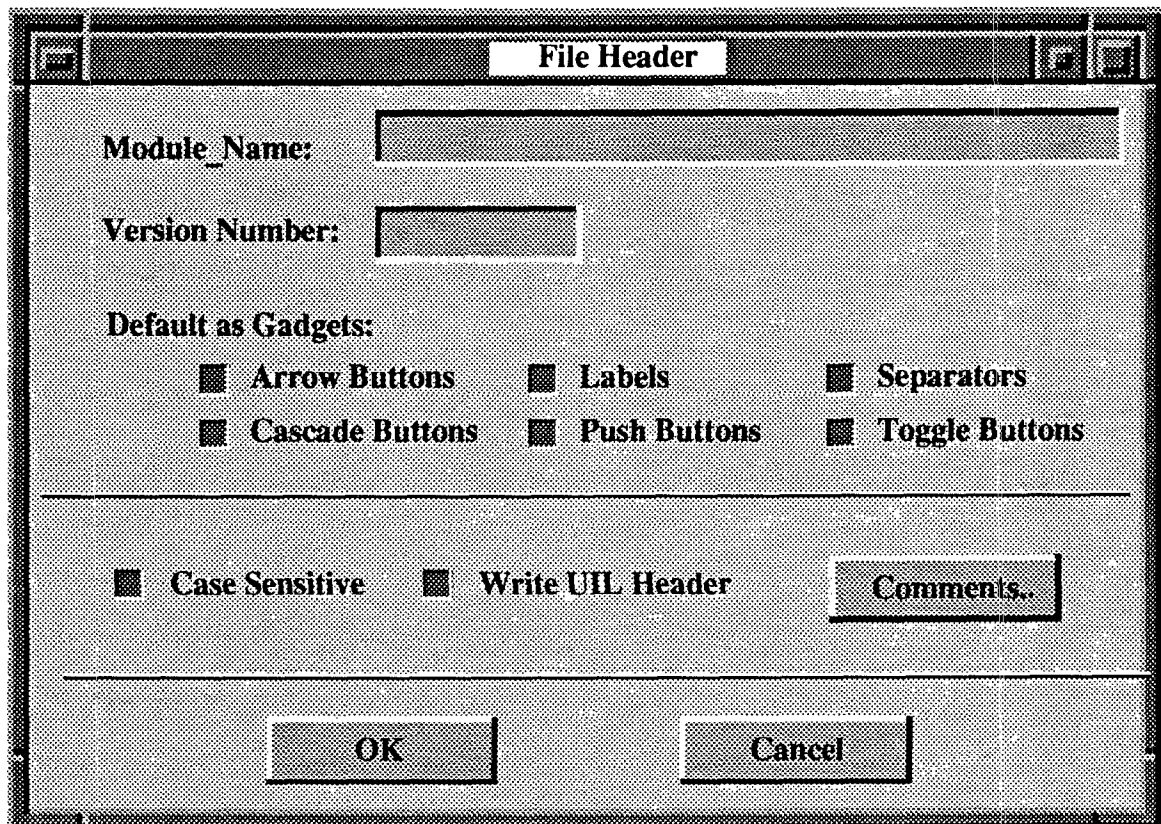 File Header
Module_Name:
Version Number:
Default as Gadgets:
Arrow Buttons Labels Separators
Cascade Buttons Push Buttons Toggle Buttons
Case Sensitive Write UIL Header Comments..
OK Cancel